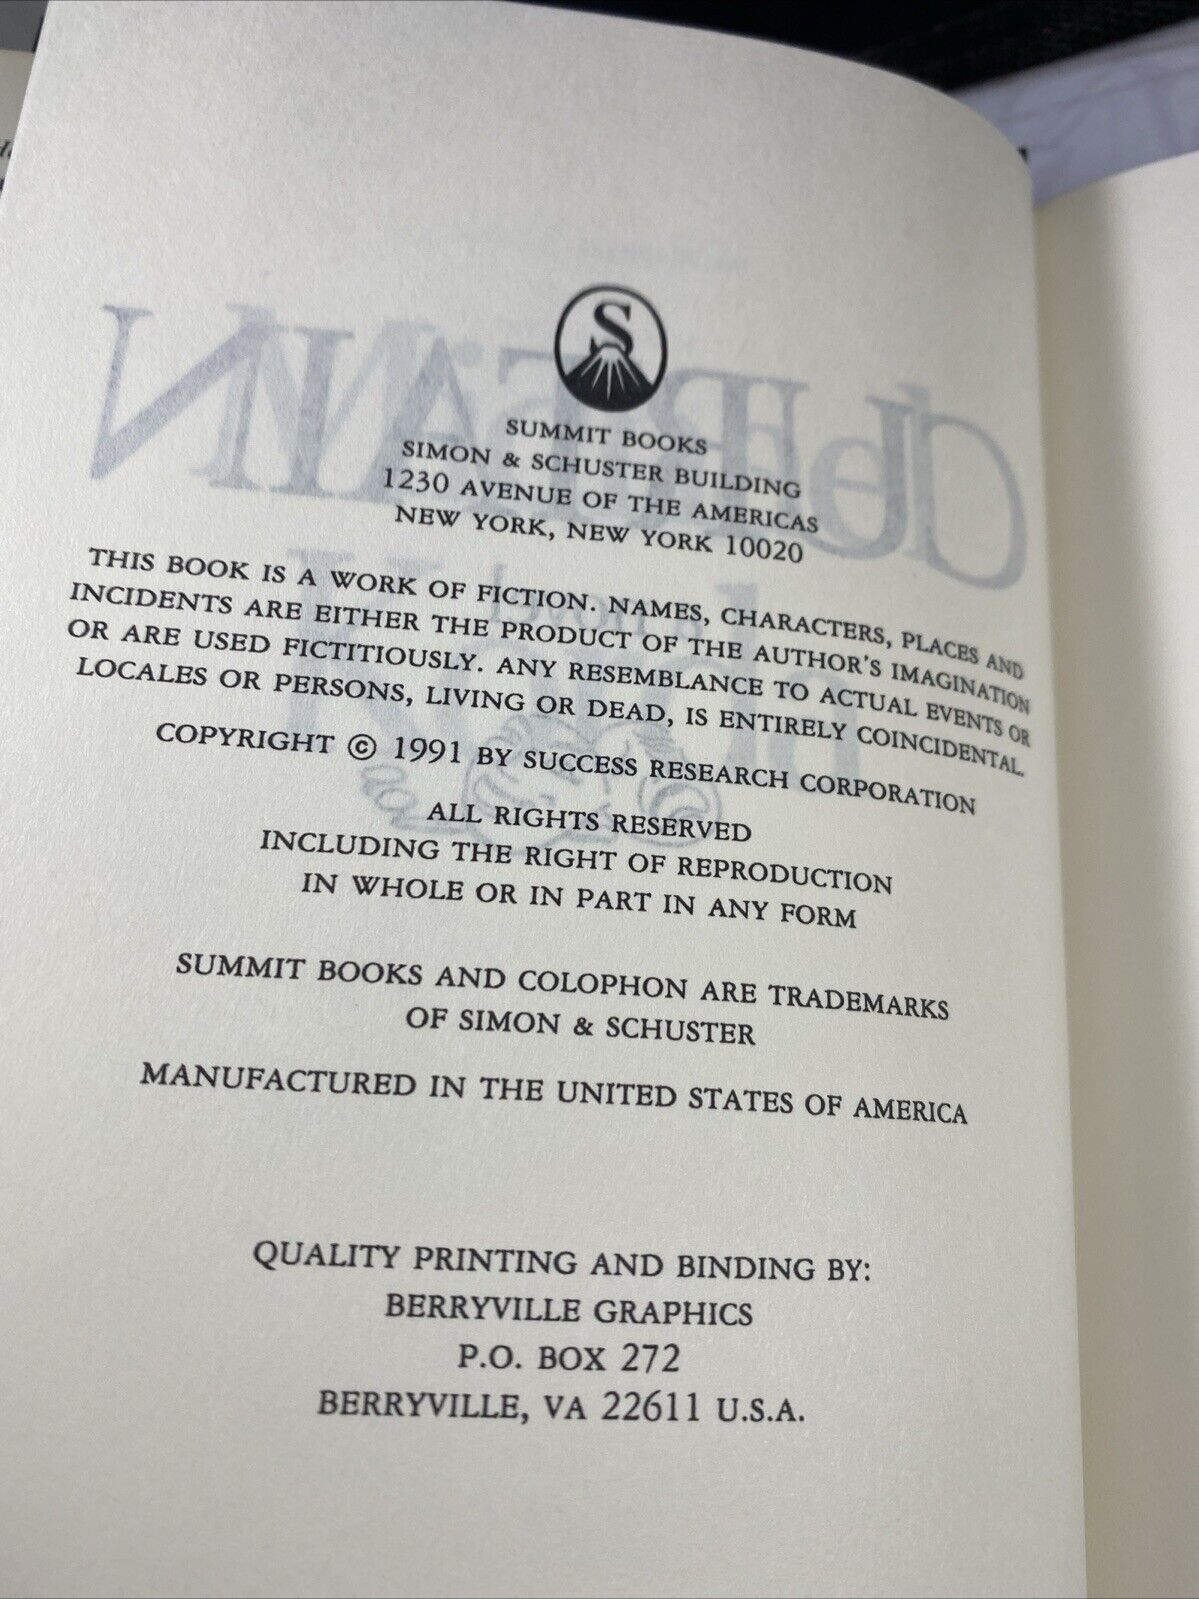 S
SUMMIT BOOKS
SIMON & SCHUSTER BUILDING
1230 AVENUE OF THE AMERICAS
NEW YORK, NEW YORK 10020
THIS BOOK IS A WORK OF FICTION. NAMES, CHARACTERS, PLACES AND
INCIDENTS ARE EITHER THE PRODUCT OF THE AUTHOR'S IMAGINATION
OR ARE USED FICTITIOUSLY. ANY RESEMBLANCE TO ACTUAL EVENTS OR
LOCALES OR PERSONS, LIVING OR DEAD, IS ENTIRELY COINCIDENTAL.
COPYRIGHT © 1991 BY SUCCESS RESEARCH CORPORATION
ALL RIGHTS RESERVED
INCLUDING THE RIGHT OF REPRODUCTION
IN WHOLE OR IN PART IN ANY FORM
SUMMIT BOOKS AND COLOPHON ARE TRADEMARKS
OF SIMON & SCHUSTER
MANUFACTURED IN THE UNITED STATES OF AMERICA
QUALITY PRINTING AND BINDING BY:
BERRYVILLE GRAPHICS
P.O. BOX 272
BERRYVILLE, VA 22611 U.S.A.